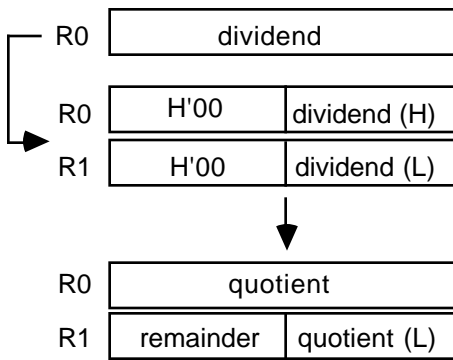 R0 dividend
R0 H'00 dividend (H)
R1 H'00 dividend (L)
R0 quotient
R1 remainder quotient (L)